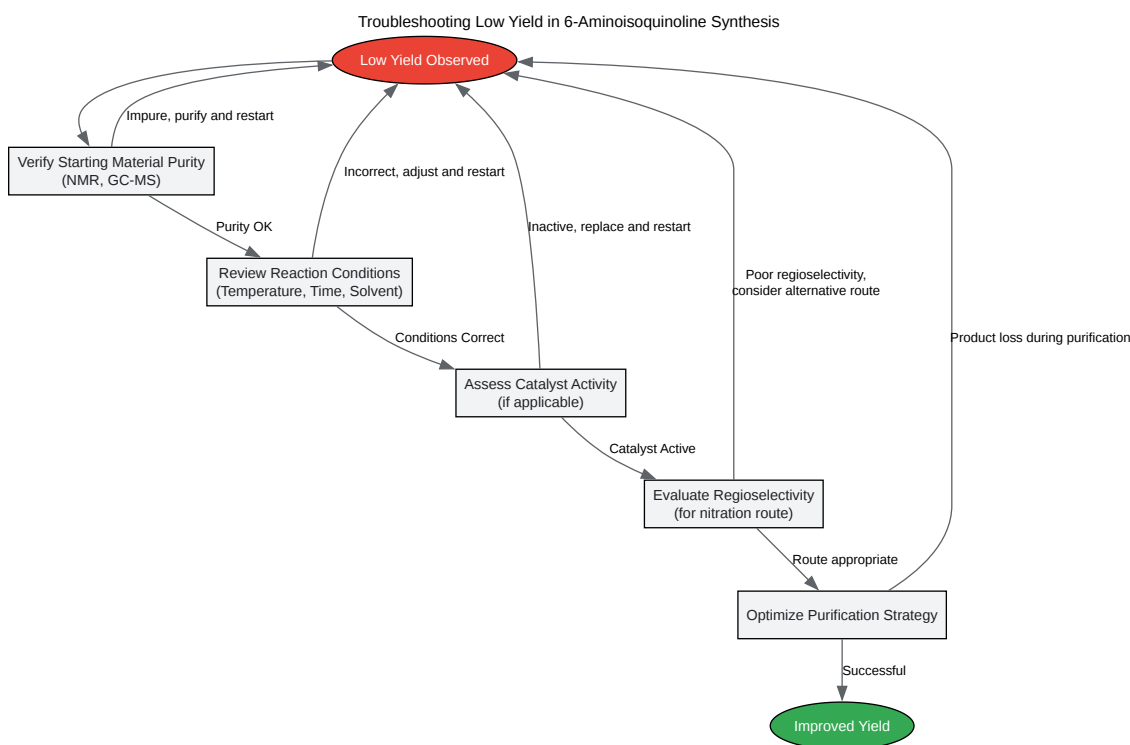 Troubleshooting Low Yield in 6-Aminoisoquinoline Synthesis
Low Yield Observed
Impure, purify and restart
Verify Starting Material Purity
(NMR, GC-MS)
Incorrect, adjust and restart
Purity OK
Inactive, replace and restart
Review Reaction Conditions
(Temperature, Time, Solvent)
Poor regioselectivity,
consider alternative route
Conditions Correct
Product loss during purification
Assess Catalyst Activity
(if applicable)
Catalyst Active
Evaluate Regioselectivity
(for nitration route)
Route appropriate
Optimize Purification Strategy
Successful
Improved Yield